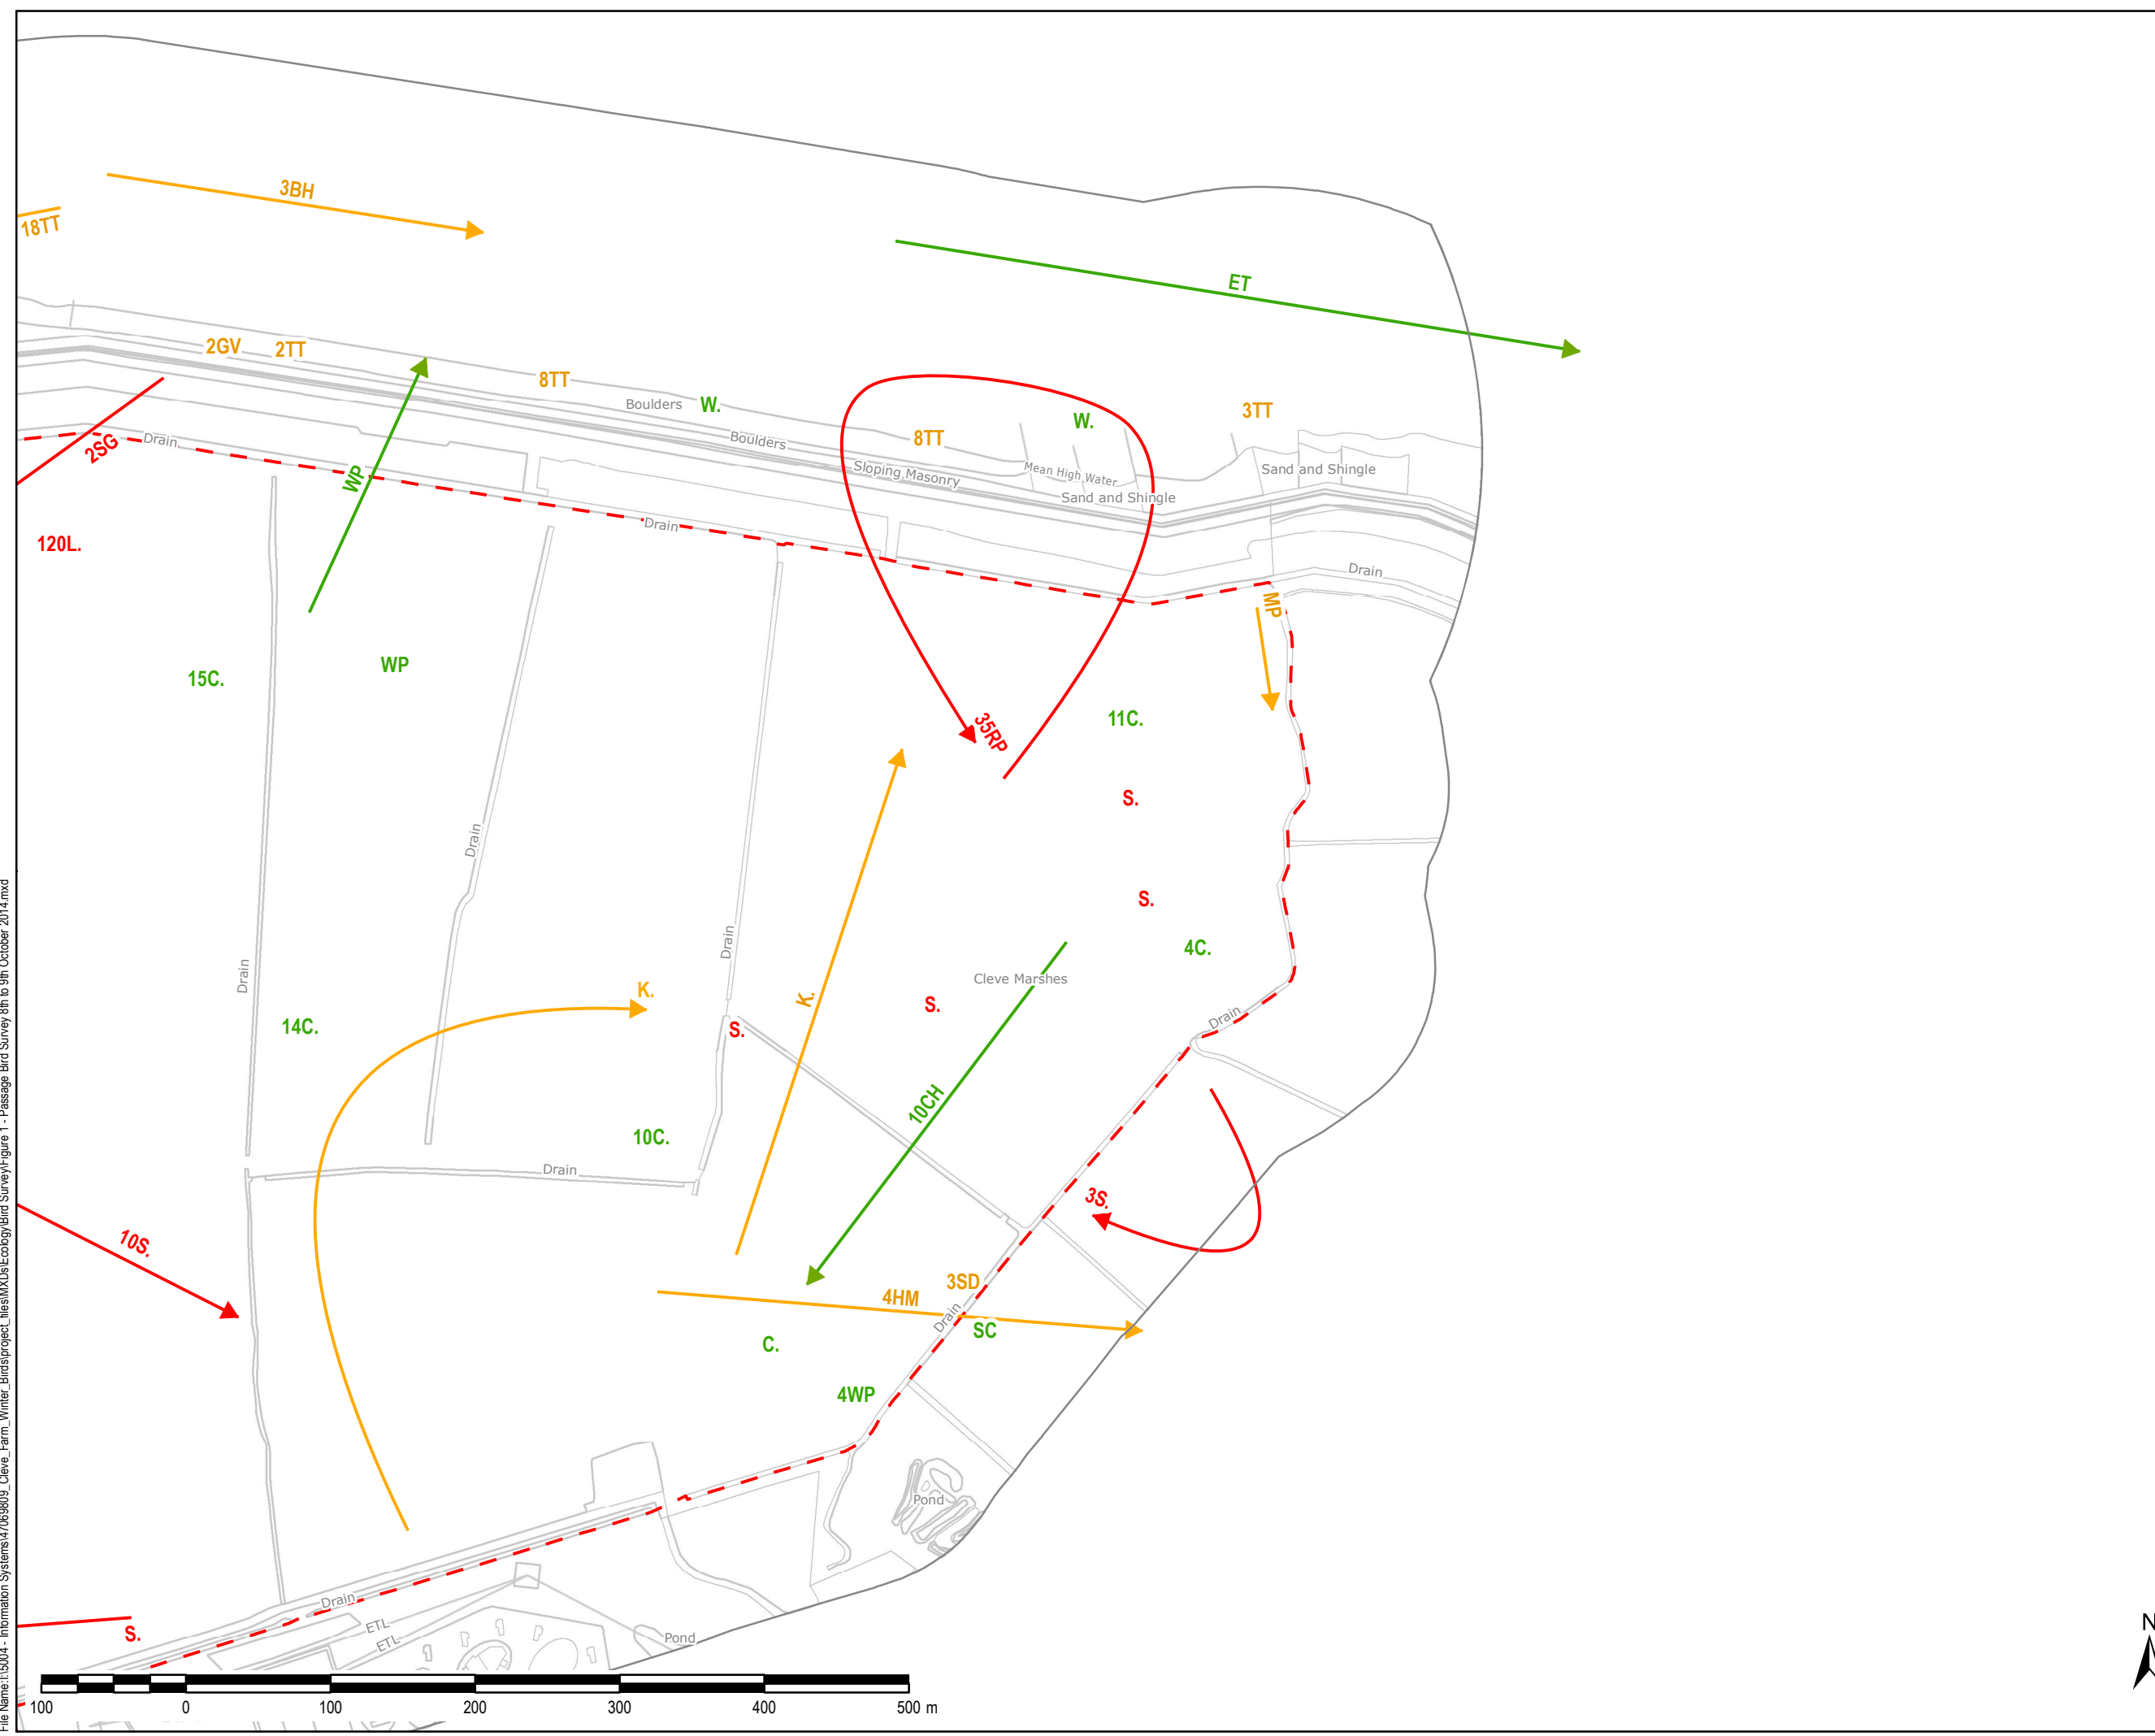 3BH
18TT
ET
2GV
2TT
8TT
Boulders
W.
8TT
W.
3TT
Boulders
Drain
2SG
Sloping Masonry
Mean High Water
Sand and Shingle
Sand and Shingle
WP
Drain
120L.
Drain
MP
WP
15C.
35RP
11C.
S.
Drain
S.
Drain
4C.
Drain
Cleve Marshes
K.
K.
S.
S.
14C.
Drain
10CH
10C.
Drain
3S.
10S.
3SD
4HM
Drain
SC
C.
4WP
Pond
Drain
ETL
ETL
S.
Pond
N
100 0 100 200 300 400 500 m
File Name:I:\5004 - Information Systems\47069809_Cleve_Farm_Winter_Birds\project_files\MXDs\Ecology\Bird Survey\Figure 1 - Passage Bird Survey 8th to 9th October 2014.mxd